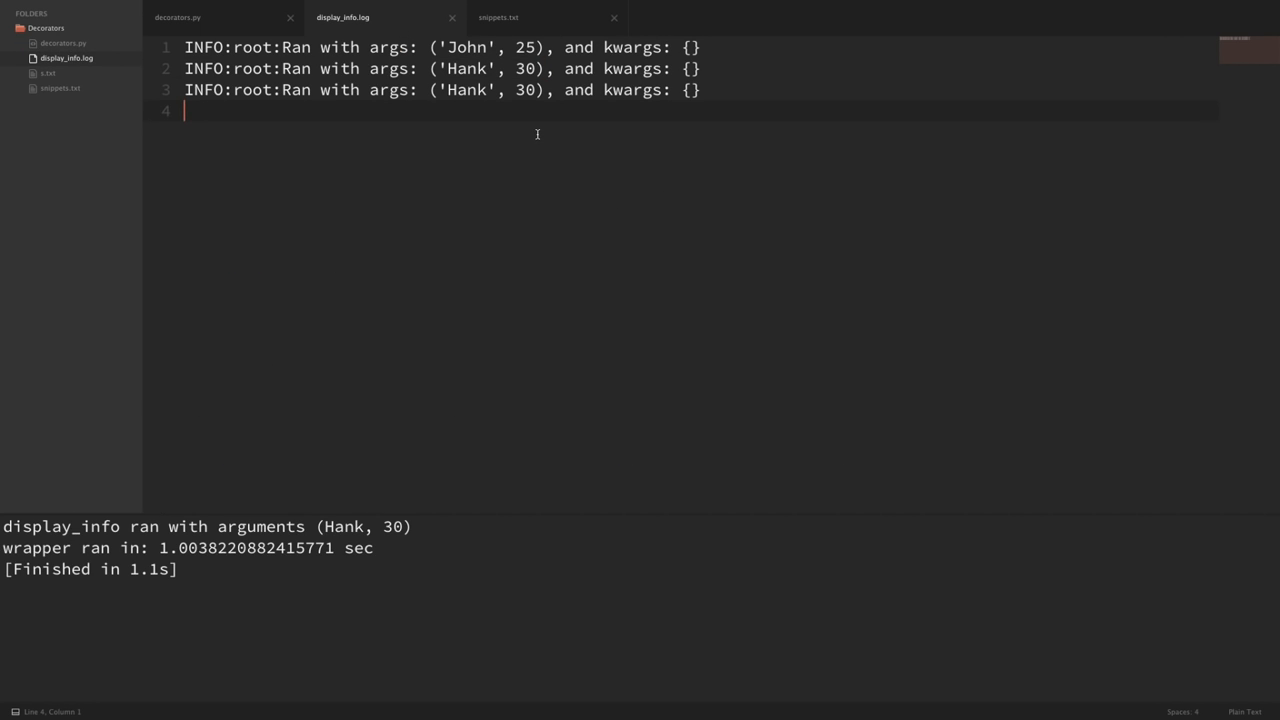 FOLDERS
Decorators
decorators.py
display_info.log
s.txt
snippets.txt
decorators.py
display_info.log
snippets.txt
1 INFO:root:Ran with args: ('John', 25), and kwargs: {}
2 INFO:root:Ran with args: ('Hank', 30), and kwargs: {}
3 INFO:root:Ran with args: ('Hank', 30), and kwargs: {}
4
display_info ran with arguments (Hank, 30)
wrapper ran in: 1.0038220882415771 sec
[Finished in 1.1s]
Line 4, Column 1
Spaces: 4
Plain Text